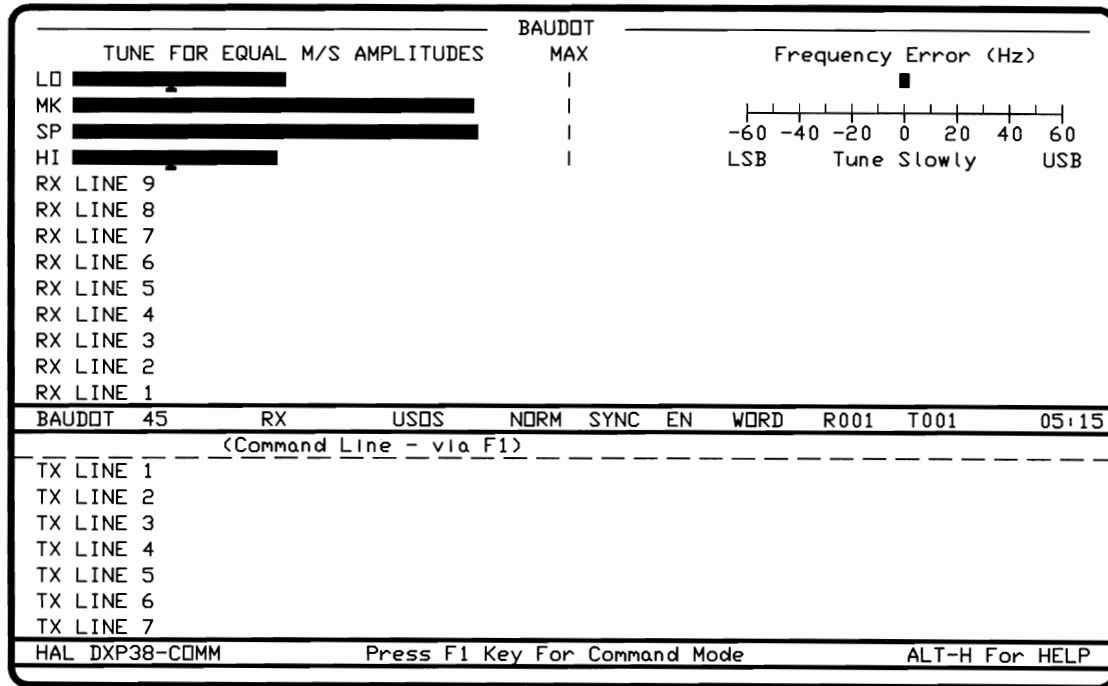 BAUDOT
TUNE FOR EQUAL M/S AMPLITUDES MAX Frequency Error (Hz)
LO
MK
SP
-60 -40 -20 0 20 40 60
HI LSB Tune Slowly USB
RX LINE 9
RX LINE 8
RX LINE 7
RX LINE 6
RX LINE 5
RX LINE 4
RX LINE 3
RX LINE 2
RX LINE 1
BAUDOT 45 RX USOS NORM SYNC EN WORD R001 T001 05:15
(Command Line - via F1)
TX LINE 1
TX LINE 2
TX LINE 3
TX LINE 4
TX LINE 5
TX LINE 6
TX LINE 7
HAL DXP38-COMM Press F1 Key For Command Mode ALT-H For HELP